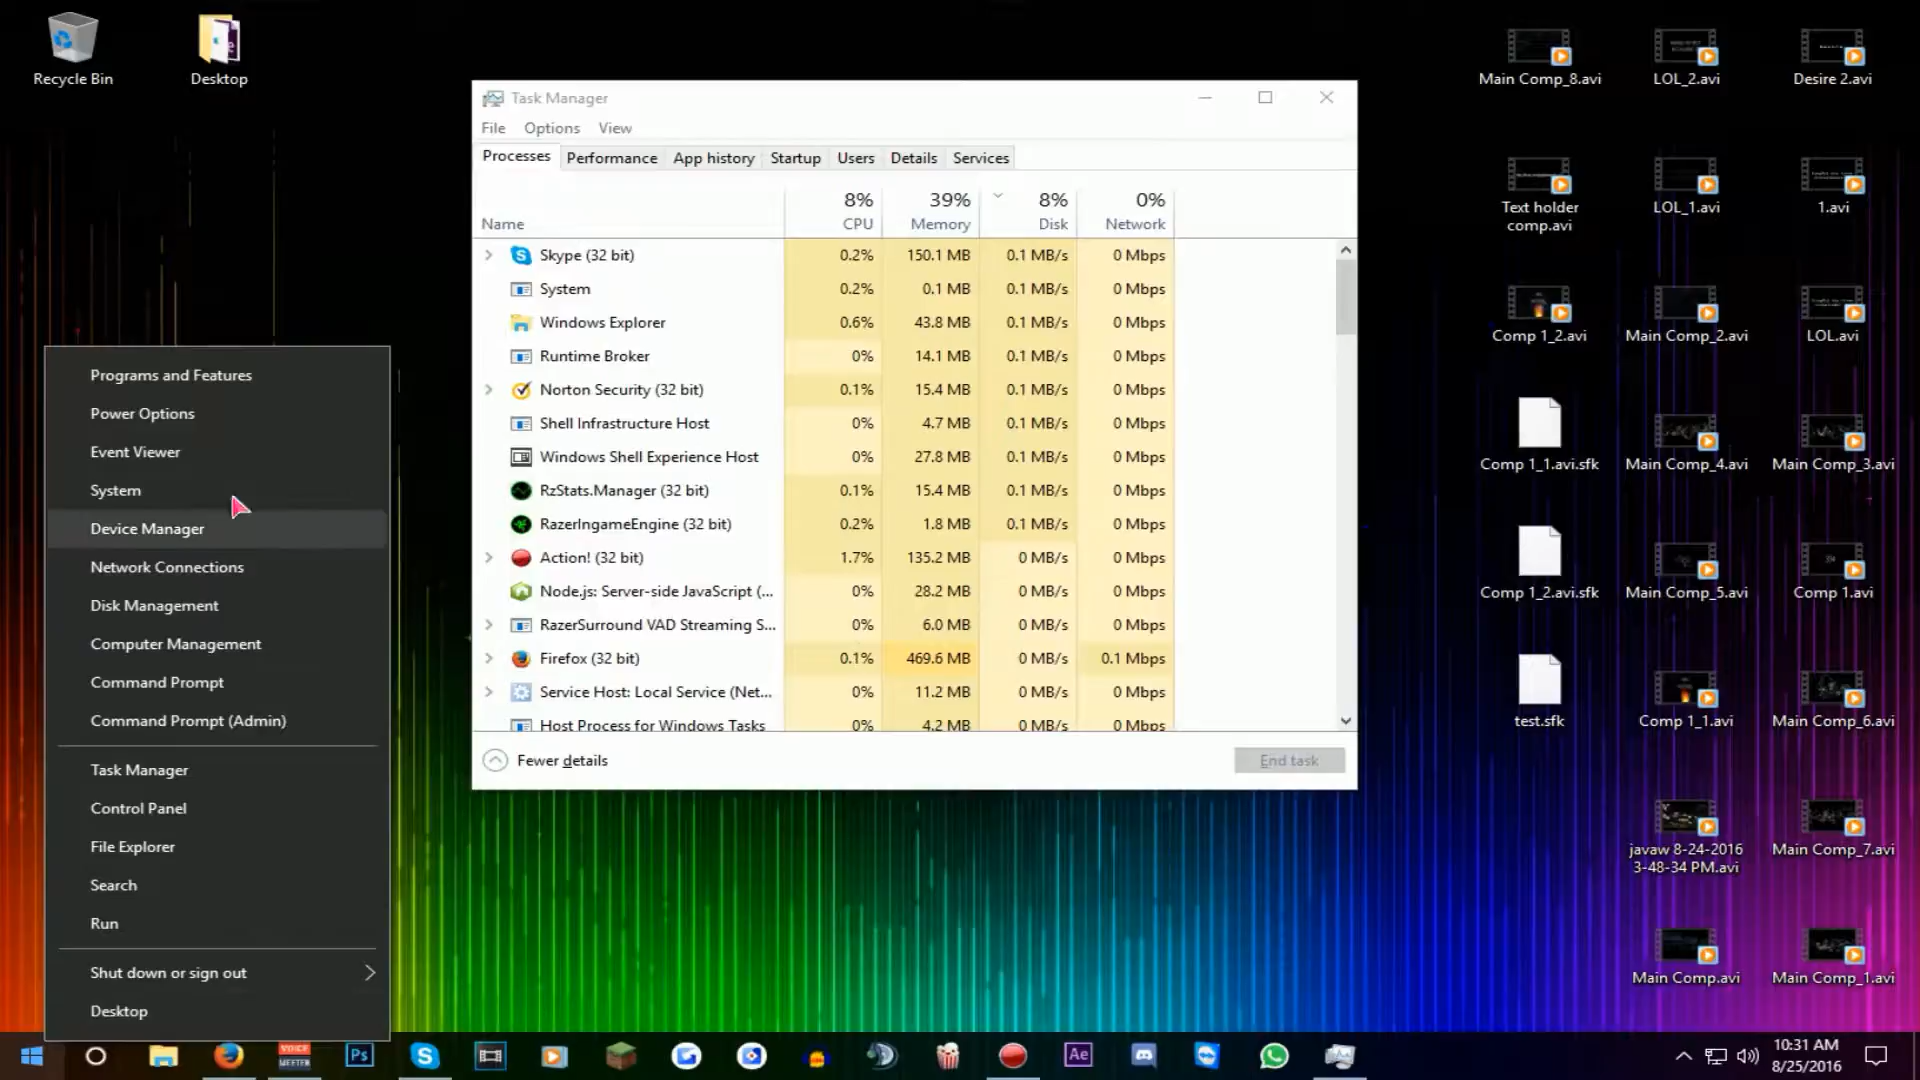 Recycle Bin
Desktop
Task Manager
File Options View
Processes Performance App history Startup Users Details Services
8% 39% 8% 0%
Name CPU Memory Disk Network
Skype (32 bit) 0.2% 150.1 MB 0.1 MB/s 0 Mbps
System 0.2% 0.1 MB 0.1 MB/s 0 Mbps
Windows Explorer 0.6% 43.8 MB 0.1 MB/s 0 Mbps
Runtime Broker 0% 14.1 MB 0.1 MB/s 0 Mbps
Norton Security (32 bit) 0.1% 15.4 MB 0.1 MB/s 0 Mbps
Shell Infrastructure Host 0% 4.7 MB 0.1 MB/s 0 Mbps
Windows Shell Experience Host 0% 27.8 MB 0.1 MB/s 0 Mbps
RzStats.Manager (32 bit) 0.1% 15.4 MB 0.1 MB/s 0 Mbps
RazerIngameEngine (32 bit) 0.2% 1.8 MB 0.1 MB/s 0 Mbps
Action! (32 bit) 1.7% 135.2 MB 0 MB/s 0 Mbps
Node.js: Server-side JavaScript (... 0% 28.2 MB 0 MB/s 0 Mbps
RazerSurround VAD Streaming S... 0% 6.0 MB 0 MB/s 0 Mbps
Firefox (32 bit) 0.1% 469.6 MB 0 MB/s 0.1 Mbps
Service Host: Local Service (Net... 0% 11.2 MB 0 MB/s 0 Mbps
Host Process for Windows Tasks 0% 4.2 MB 0 MB/s 0 Mbps
Fewer details
End task
Programs and Features
Power Options
Event Viewer
System
Device Manager
Network Connections
Disk Management
Computer Management
Command Prompt
Command Prompt (Admin)
Task Manager
Control Panel
File Explorer
Search
Run
Shut down or sign out
Desktop
Main Comp_8.avi
LOL_2.avi
Desire 2.avi
Text holder
comp.avi
LOL_1.avi
1.avi
Comp 1_2.avi
Main Comp_2.avi
LOL.avi
Comp 1_1.avi.sfk
Main Comp_4.avi
Main Comp_3.avi
Comp 1_2.avi.sfk
Main Comp_5.avi
Comp 1.avi
test.sfk
Comp 1_1.avi
Main Comp_6.avi
javaw 8-24-2016
3-48-34 PM.avi
Main Comp_7.avi
Main Comp.avi
Main Comp_1.avi
VOICE
MEETER
Ps
Ae
10:31 AM
8/25/2016